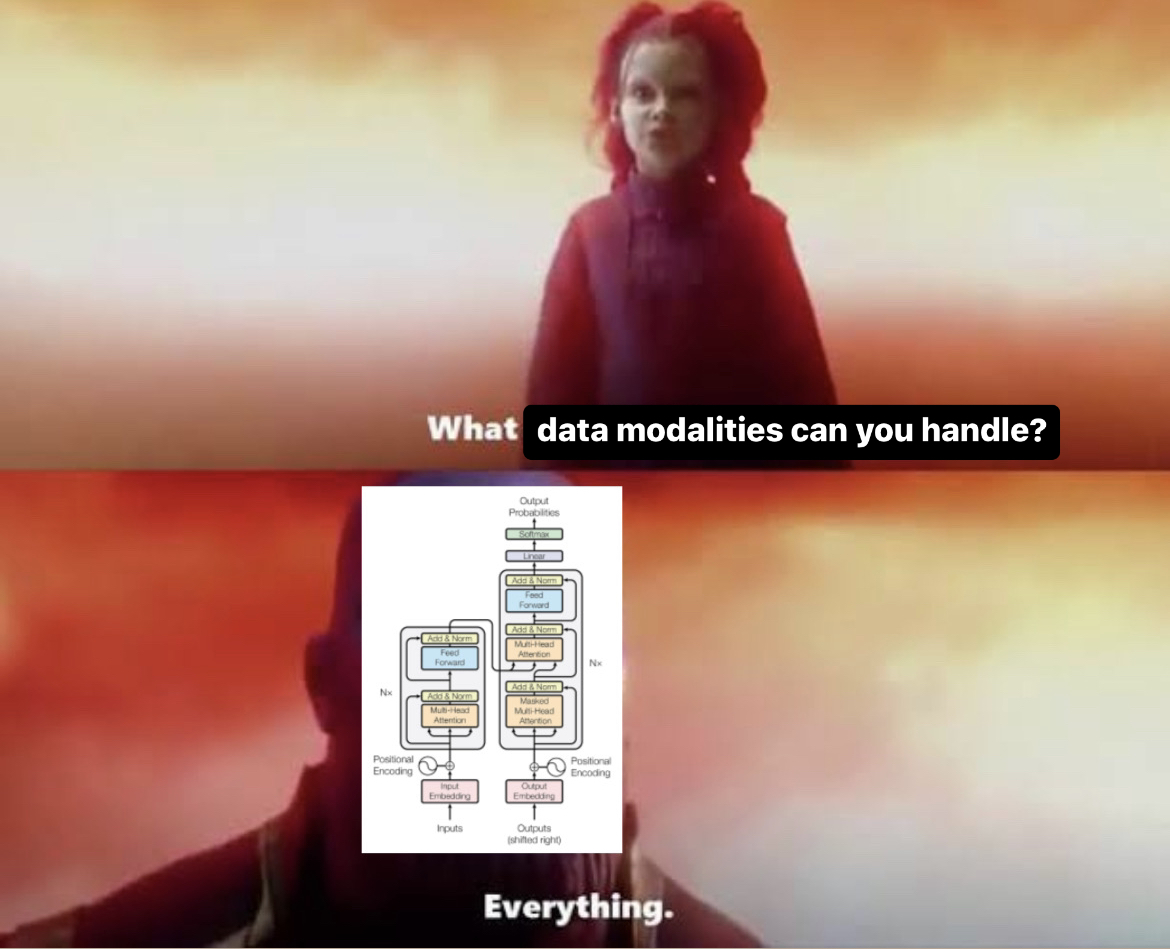 What data modalities can you handle?
Output
Probabilities
Softmax
Linear
Add & Norm
Feed
Forward
Add & Norm
Multi-Head
Attention
Nx
Add & Norm
Masked
Multi-Head
Attention
Add & Norm
Feed
Forward
Nx
Add & Norm
Multi-Head
Attention
Positional
Encoding
Positional
Encoding
Input
Embedding
Output
Embedding
Inputs
Outputs
(shifted right)
Everything.